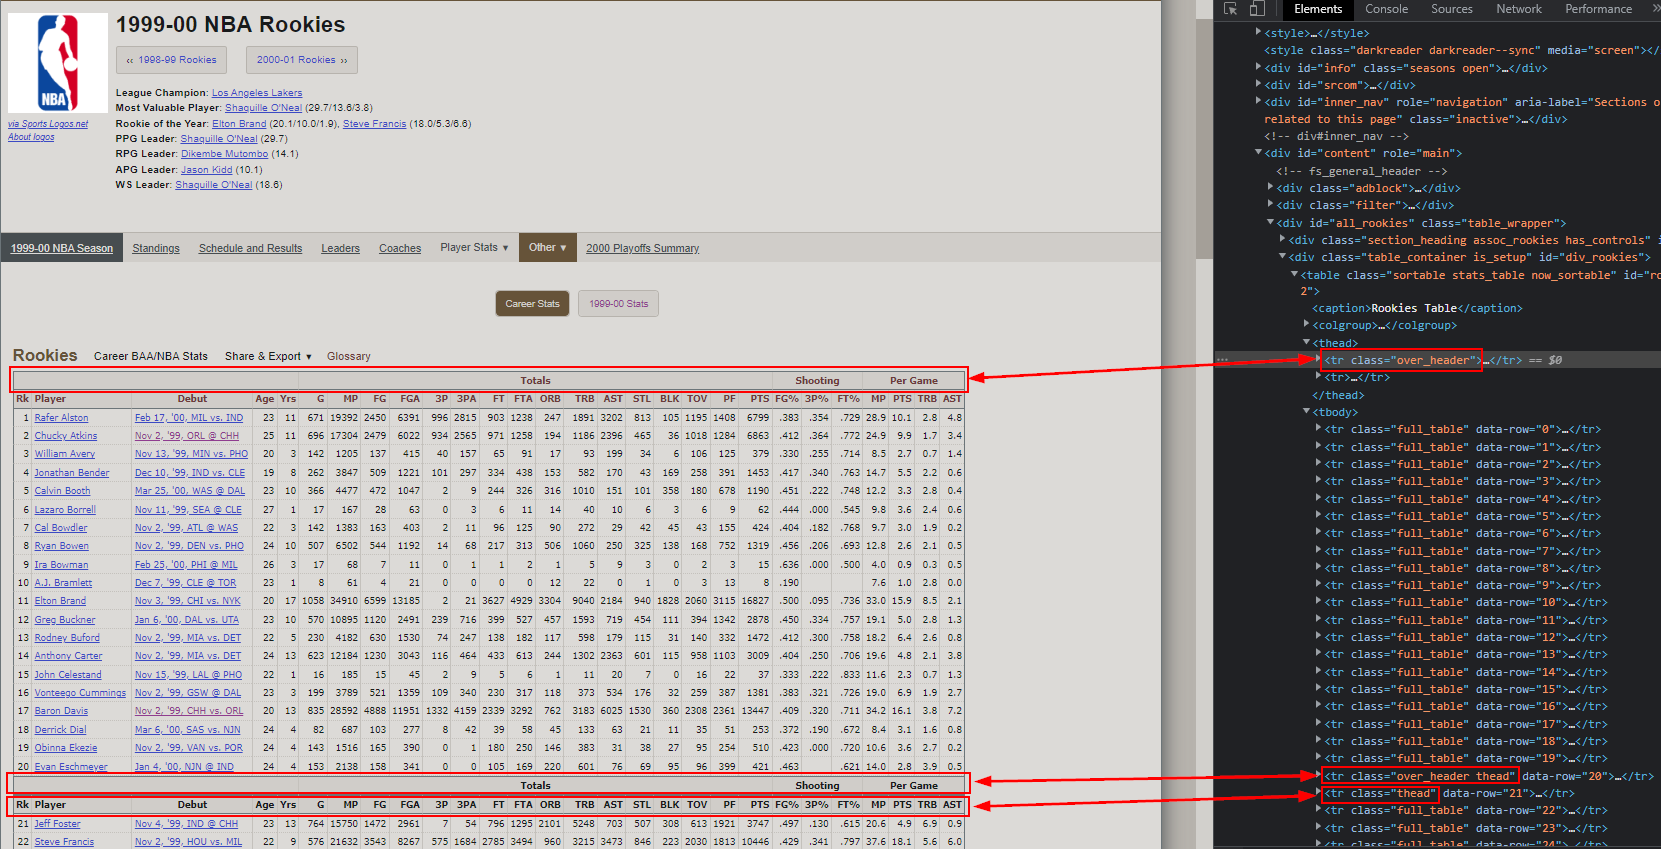 1999-00 NBA Rookies
‹‹ 1998-99 Rookies
2000-01 Rookies ››
NBA
via Sports Logos.net
About logos
League Champion: Los Angeles Lakers
Most Valuable Player: Shaquille O'Neal (29.7/13.6/3.8)
Rookie of the Year: Elton Brand (20.1/10.0/1.9), Steve Francis (18.0/5.3/6.6)
PPG Leader: Shaquille O'Neal (29.7)
RPG Leader: Dikembe Mutombo (14.1)
APG Leader: Jason Kidd (10.1)
WS Leader: Shaquille O'Neal (18.6)
1999-00 NBA Season Standings Schedule and Results Leaders Coaches Player Stats ▼ Other ▼ 2000 Playoffs Summary
Career Stats 1999-00 Stats
Rookies Career BAA/NBA Stats Share & Export ▼ Glossary
Totals Shooting Per Game
Rk Player Debut Age Yrs G MP FG FGA 3P 3PA FT FTA ORB TRB AST STL BLK TOV PF PTS FG% 3P% FT% MP PTS TRB AST
1 Rafer Alston Feb 17, '00, MIL vs. IND 23 11 671 19392 2450 6391 996 2815 903 1238 247 1891 3202 813 105 1195 1408 6799 .383 .354 .729 28.9 10.1 2.8 4.8
2 Chucky Atkins Nov 2, '99, ORL @ CHH 25 11 696 17304 2479 6022 934 2565 971 1258 194 1186 2396 465 36 1018 1284 6863 .412 .364 .772 24.9 9.9 1.7 3.4
3 William Avery Nov 13, '99, MIN vs. PHO 20 3 142 1205 137 415 40 157 65 91 17 93 199 34 6 106 125 379 .330 .255 .714 8.5 2.7 0.7 1.4
4 Jonathan Bender Dec 10, '99, IND vs. CLE 19 8 262 3847 509 1221 101 297 334 438 153 582 170 43 169 258 391 1453 .417 .340 .763 14.7 5.5 2.2 0.6
5 Calvin Booth Mar 25, '00, WAS @ DAL 23 10 366 4477 472 1047 2 9 244 326 316 1010 151 101 358 180 678 1190 .451 .222 .748 12.2 3.3 2.8 0.4
6 Lazaro Borrell Nov 11, '99, SEA @ CLE 27 1 17 167 28 63 0 3 6 11 14 40 10 6 3 6 9 62 .444 .000 .545 9.8 3.6 2.4 0.6
7 Cal Bowdler Nov 2, '99, ATL @ WAS 22 3 142 1383 163 403 2 11 96 125 90 272 29 42 45 43 155 424 .404 .182 .768 9.7 3.0 1.9 0.2
8 Ryan Bowen Nov 2, '99, DEN vs. PHO 24 10 507 6502 544 1192 14 68 217 313 506 1060 250 325 138 168 752 1319 .456 .206 .693 12.8 2.6 2.1 0.5
9 Ira Bowman Feb 25, '00, PHI @ MIL 26 3 17 68 7 11 0 1 1 2 1 5 9 3 0 2 3 15 .636 .000 .500 4.0 0.9 0.3 0.5
10 A.J. Bramlett Dec 7, '99, CLE @ TOR 23 1 8 61 4 21 0 0 0 0 12 22 0 1 0 3 13 8 .190 7.6 1.0 2.8 0.0
11 Elton Brand Nov 3, '99, CHI vs. NYK 20 17 1058 34910 6599 13185 2 21 3627 4929 3304 9040 2184 940 1828 2060 3115 16827 .500 .095 .736 33.0 15.9 8.5 2.1
12 Greg Buckner Jan 6, '00, DAL vs. UTA 23 10 570 10895 1120 2491 239 716 399 527 457 1593 719 454 111 394 1342 2878 .450 .334 .757 19.1 5.0 2.8 1.3
13 Rodney Buford Nov 2, '99, MIA vs. DET 22 5 230 4182 630 1530 74 247 138 182 117 598 179 115 31 140 332 1472 .412 .300 .758 18.2 6.4 2.6 0.8
14 Anthony Carter Nov 2, '99, MIA vs. DET 24 13 623 12184 1230 3043 116 464 433 613 244 1302 2363 601 115 958 1103 3009 .404 .250 .706 19.6 4.8 2.1 3.8
15 John Celestand Nov 15, '99, LAL @ PHO 22 1 16 185 15 45 2 9 5 6 1 11 20 7 0 16 22 37 .333 .222 .833 11.6 2.3 0.7 1.3
16 Vonteego Cummings Nov 2, '99, GSW @ DAL 23 3 199 3789 521 1359 109 340 230 317 118 373 534 176 32 259 387 1381 .383 .321 .726 19.0 6.9 1.9 2.7
17 Baron Davis Nov 2, '99, CHH vs. ORL 20 13 835 28592 4888 11951 1332 4159 2339 3292 762 3183 6025 1530 360 2308 2361 13447 .409 .320 .711 34.2 16.1 3.8 7.2
18 Derrick Dial Mar 6, '00, SAS vs. NJN 24 4 82 687 103 277 8 42 39 58 45 133 63 21 11 35 51 253 .372 .190 .672 8.4 3.1 1.6 0.8
19 Obinna Ekezie Nov 2, '99, VAN vs. POR 24 4 143 1516 165 390 0 1 180 250 146 383 31 38 27 95 254 510 .423 .000 .720 10.6 3.6 2.7 0.2
20 Evan Eschmeyer Jan 4, '00, NJN @ IND 24 4 153 2138 158 341 0 0 105 169 220 601 76 69 95 96 399 421 .463 .621 14.0 2.8 3.9 0.5
Totals Shooting Per Game
Rk Player Debut Age Yrs G MP FG FGA 3P 3PA FT FTA ORB TRB AST STL BLK TOV PF PTS FG% 3P% FT% MP PTS TRB AST
21 Jeff Foster Nov 4, '99, IND @ CHH 23 13 764 15750 1472 2961 7 54 796 1295 2101 5248 703 507 308 613 1921 3747 .497 .130 .615 20.6 4.9 6.9 0.9
22 Steve Francis Nov 2, '99, HOU vs. MIL 22 9 576 21632 3543 8267 575 1684 2785 3494 960 3215 3473 846 223 2030 1813 10446 .429 .341 .797 37.6 18.1 5.6 6.0
Elements Console Sources Network Performance »
<style>…</style>
<style class="darkreader darkreader--sync" media="screen"></
<div id="info" class="seasons open">…</div>
<div id="srcom">…</div>
<div id="inner_nav" role="navigation" aria-label="Sections o
related to this page" class="inactive">…</div>
<!-- div#inner_nav -->
<div id="content" role="main">
<!-- fs_general_header -->
<div class="adblock">…</div>
<div class="filter">…</div>
<div id="all_rookies" class="table_wrapper">
<div class="section_heading assoc_rookies has_controls" i
<div class="table_container is_setup" id="div_rookies">
<table class="sortable stats_table now_sortable" id="ro
2">
<caption>Rookies Table</caption>
<colgroup>…</colgroup>
<thead>
<tr class="over_header">…</tr> == $0
<tr>…</tr>
</thead>
<tbody>
<tr class="full_table" data-row="0">…</tr>
<tr class="full_table" data-row="1">…</tr>
<tr class="full_table" data-row="2">…</tr>
<tr class="full_table" data-row="3">…</tr>
<tr class="full_table" data-row="4">…</tr>
<tr class="full_table" data-row="5">…</tr>
<tr class="full_table" data-row="6">…</tr>
<tr class="full_table" data-row="7">…</tr>
<tr class="full_table" data-row="8">…</tr>
<tr class="full_table" data-row="9">…</tr>
<tr class="full_table" data-row="10">…</tr>
<tr class="full_table" data-row="11">…</tr>
<tr class="full_table" data-row="12">…</tr>
<tr class="full_table" data-row="13">…</tr>
<tr class="full_table" data-row="14">…</tr>
<tr class="full_table" data-row="15">…</tr>
<tr class="full_table" data-row="16">…</tr>
<tr class="full_table" data-row="17">…</tr>
<tr class="full_table" data-row="18">…</tr>
<tr class="full_table" data-row="19">…</tr>
<tr class="over_header thead" data-row="20">…</tr>
<tr class="thead" data-row="21">…</tr>
<tr class="full_table" data-row="22">…</tr>
<tr class="full_table" data-row="23">…</tr>
<tr class="full_table" data-row="24">…</tr>